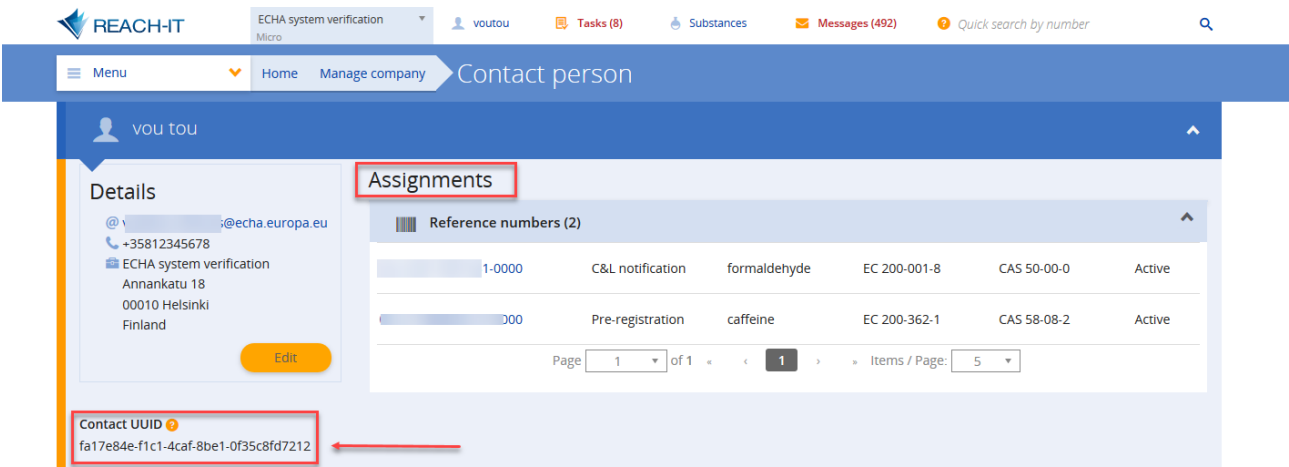 REACH-IT
ECHA system verification
Micro
voutou
Tasks (8)
Substances
Messages (492)
Quick search by number
Menu
Home
Manage company
Contact person
vou tou
Details
@echa.europa.eu
+35812345678
ECHA system verification
Annankatu 18
00010 Helsinki
Finland
Edit
Assignments
Reference numbers (2)
1-0000 C&L notification formaldehyde EC 200-001-8 CAS 50-00-0 Active
000 Pre-registration caffeine EC 200-362-1 CAS 58-08-2 Active
Page 1 of 1 « ‹ 1 › » Items / Page: 5
Contact UUID
fa17e84e-f1c1-4caf-8be1-0f35c8fd7212